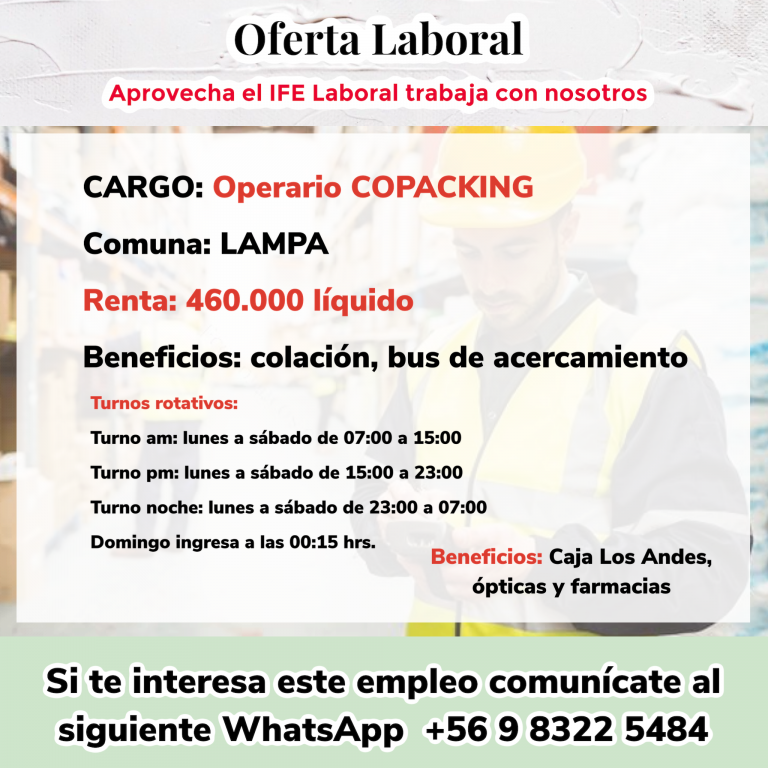 Oferta Laboral
Aprovecha el IFE Laboral trabaja con nosotros
CARGO: Operario COPACKING
Comuna: LAMPA
Renta: 460.000 líquido
Beneficios: colación, bus de acercamiento
Turnos rotativos:
Turno am: lunes a sábado de 07:00 a 15:00
Turno pm: lunes a sábado de 15:00 a 23:00
Turno noche: lunes a sábado de 23:00 a 07:00
Domingo ingresa a las 00:15 hrs.
Beneficios: Caja Los Andes,
ópticas y farmacias
Si te interesa este empleo comunícate al
siguiente WhatsApp +56 9 8322 5484